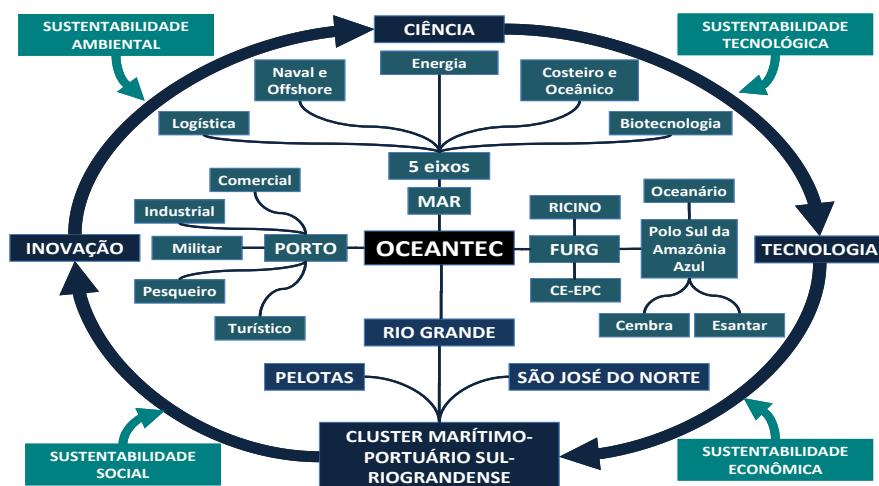 SUSTENTABILIDADE
AMBIENTAL
CIÊNCIA
SUSTENTABILIDADE
TECNOLÓGICA
Naval e
Offshore
Energia
Costeiro e
Oceânico
Logística
Biotecnologia
5 eixos
MAR
Comercial
Industrial
Militar
Pesqueiro
Turístico
PORTO
INOVAÇÃO
OCEANTEC
RICINO
FURG
CE-EPC
Oceanário
Polo Sul da
Amazônia
Azul
Cembra
Esantar
TECNOLOGIA
RIO GRANDE
PELOTAS
SÃO JOSÉ DO NORTE
CLUSTER MARÍTIMO-
PORTUÁRIO SUL-
RIOGRANDENSE
SUSTENTABILIDADE
SOCIAL
SUSTENTABILIDADE
ECONÔMICA